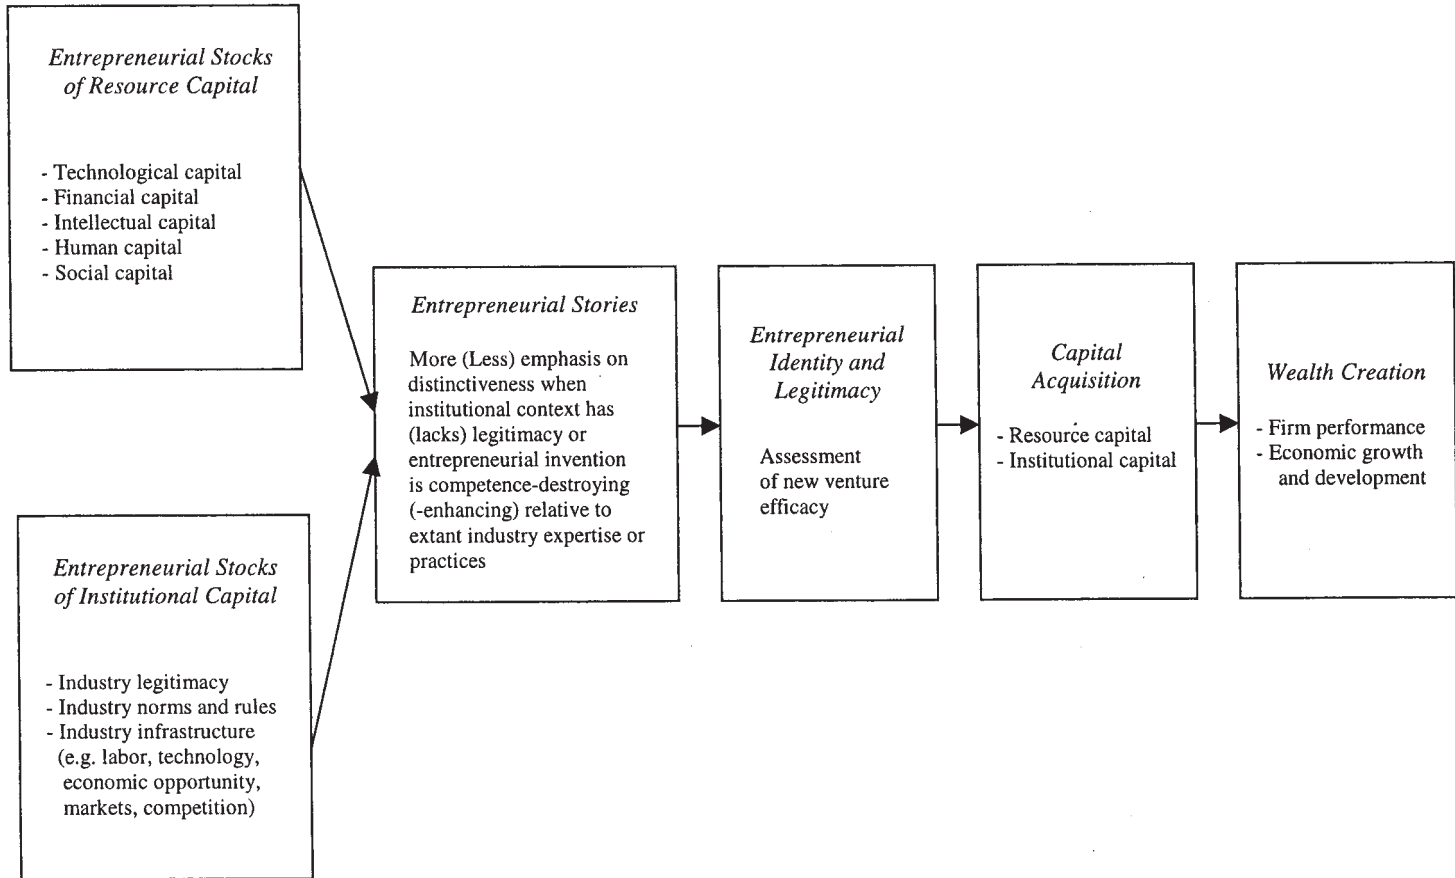 Entrepreneurial Stocks
of Resource Capital
- Technological capital
- Financial capital
- Intellectual capital
- Human capital
- Social capital
Entrepreneurial Stocks
of Institutional Capital
- Industry legitimacy
- Industry norms and rules
- Industry infrastructure
(e.g. labor, technology,
economic opportunity,
markets, competition)
Entrepreneurial Stories
More (Less) emphasis on
distinctiveness when
institutional context has
(lacks) legitimacy or
entrepreneurial invention
is competence-destroying
(-enhancing) relative to
extant industry expertise or
practices
Entrepreneurial
Identity and
Legitimacy
Assessment
of new venture
efficacy
Capital
Acquisition
- Resource capital
- Institutional capital
Wealth Creation
- Firm performance
- Economic growth
and development